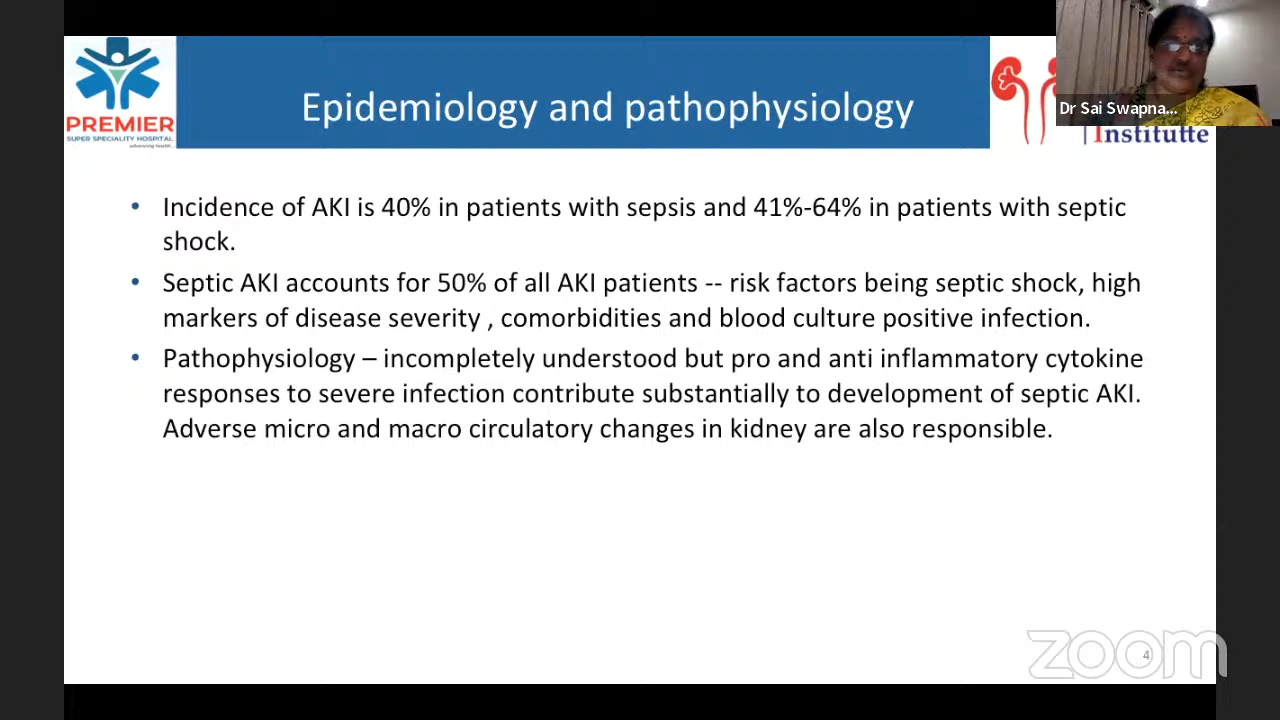 Epidemiology and pathophysiology
PREMIER
SUPER SPECIALITY HOSPITAL
advancing health.
Dr Sai Swapna...
Institutte
• Incidence of AKI is 40% in patients with sepsis and 41%-64% in patients with septic
shock.
• Septic AKI accounts for 50% of all AKI patients -- risk factors being septic shock, high
markers of disease severity , comorbidities and blood culture positive infection.
• Pathophysiology – incompletely understood but pro and anti inflammatory cytokine
responses to severe infection contribute substantially to development of septic AKI.
Adverse micro and macro circulatory changes in kidney are also responsible.
zoom
4